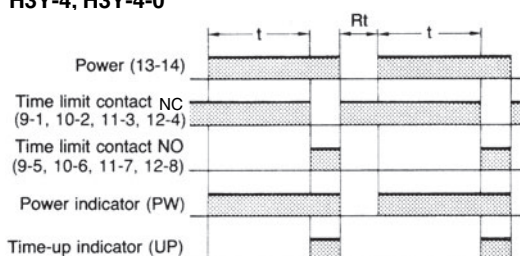 H3Y-4, H3Y-4-0
t Rt t
Power (13-14)
Time limit contact NC
(9-1, 10-2, 11-3, 12-4)
Time limit contact NO
(9-5, 10-6, 11-7, 12-8)
Power indicator (PW)
Time-up indicator (UP)